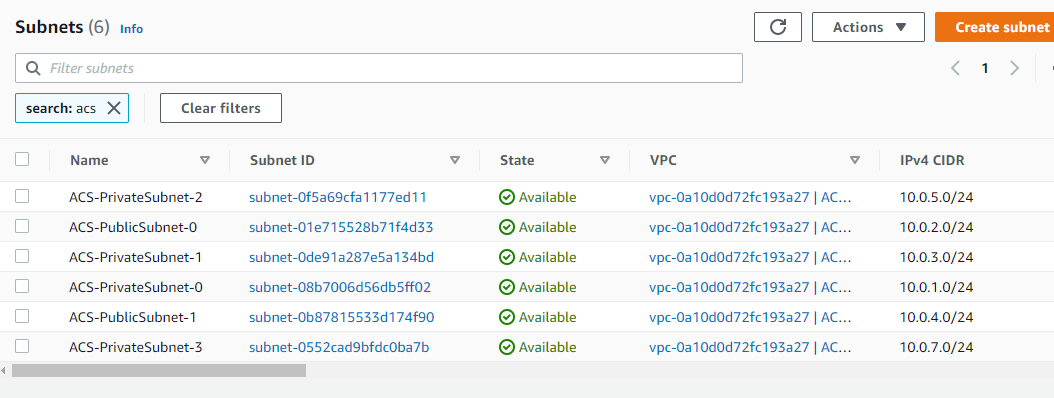 Subnets (6) Info
Actions
Create subnet
Filter subnets
1
search: acs
Clear filters
Name Subnet ID State VPC IPv4 CIDR
ACS-PrivateSubnet-2 subnet-0f5a69cfa1177ed11 Available vpc-0a10d0d72fc193a27 | AC… 10.0.5.0/24
ACS-PublicSubnet-0 subnet-01e715528b71f4d33 Available vpc-0a10d0d72fc193a27 | AC… 10.0.2.0/24
ACS-PrivateSubnet-1 subnet-0de91a287e5a134bd Available vpc-0a10d0d72fc193a27 | AC… 10.0.3.0/24
ACS-PrivateSubnet-0 subnet-08b7006d56db5ff02 Available vpc-0a10d0d72fc193a27 | AC… 10.0.1.0/24
ACS-PublicSubnet-1 subnet-0b87815533d174f90 Available vpc-0a10d0d72fc193a27 | AC… 10.0.4.0/24
ACS-PrivateSubnet-3 subnet-0552cad9bfdc0ba7b Available vpc-0a10d0d72fc193a27 | AC… 10.0.7.0/24